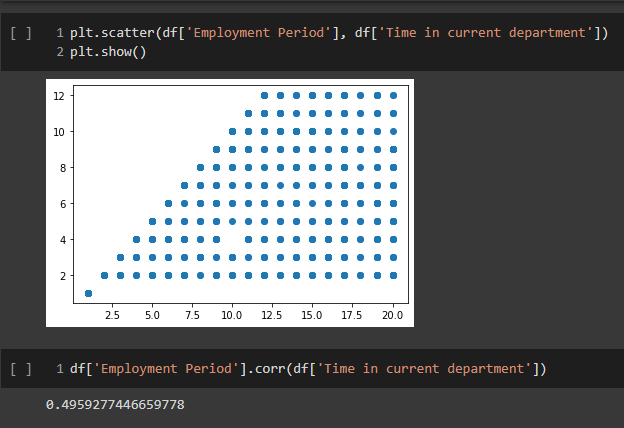 [ ] 1 plt.scatter(df['Employment Period'], df['Time in current department'])
2 plt.show()
12
10
8
6
4
2
2.5 5.0 7.5 10.0 12.5 15.0 17.5 20.0
[ ] 1 df['Employment Period'].corr(df['Time in current department'])
0.4959277446659778